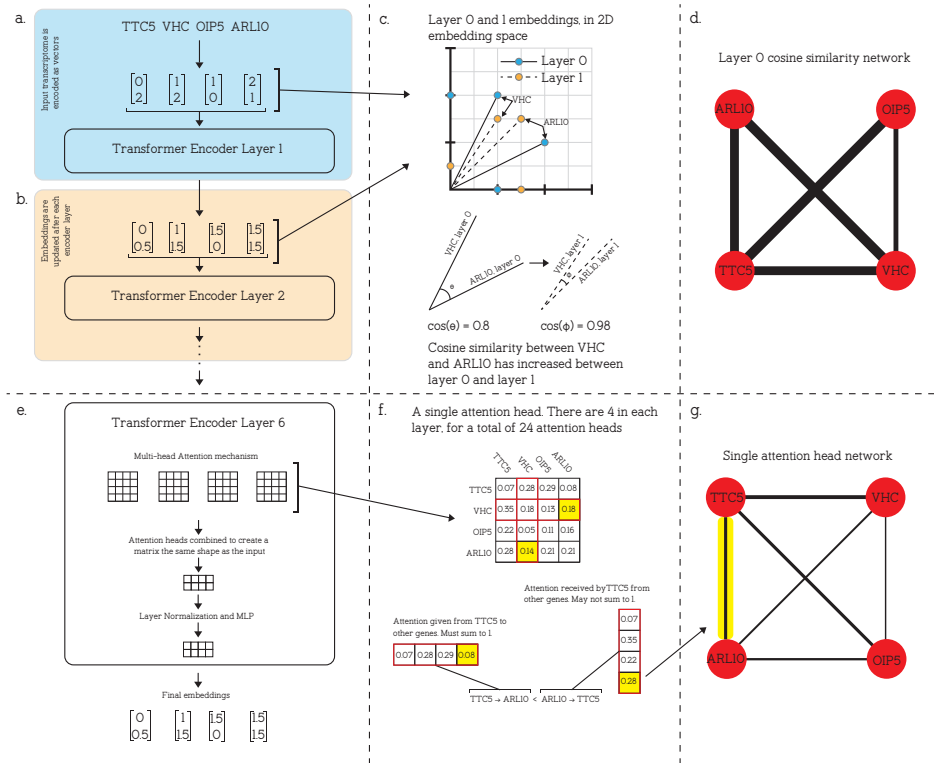 a.
TTC5 VHC OIP5 ARL10
Input transcriptome is
encoded as vectors
0 1 1 2
2 2 0 1
Transformer Encoder Layer 1
b.
Embeddings are
updated after each
encoder layer
0 1 1.5 1.5
0.5 1.5 0 1.5
Transformer Encoder Layer 2
c.
Layer 0 and 1 embeddings, in 2D
embedding space
Layer 0
Layer 1
VHC
ARL10
VHC, layer 0
ARL10, layer 0
θ
VHC, layer 1
ARL10, layer 1
φ
cos(θ) = 0.8
cos(φ) = 0.98
Cosine similarity between VHC
and ARL10 has increased between
layer 0 and layer 1
d.
Layer 0 cosine similarity network
ARL10
OIP5
TTC5
VHC
e.
Transformer Encoder Layer 6
Multi-head Attention mechanism
Attention heads combined to create a
matrix the same shape as the input
Layer Normalization and MLP
Final embeddings
0 1 1.5 1.5
0.5 1.5 0 1.5
f.
A single attention head. There are 4 in each
layer, for a total of 24 attention heads
TTC5 VHC OIP5 ARL10
TTC5 0.07 0.28 0.29 0.08
VHC 0.35 0.18 0.13 0.18
OIP5 0.22 0.05 0.11 0.16
ARL10 0.28 0.14 0.21 0.21
Attention received by TTC5 from
other genes. May not sum to 1
0.07
0.35
0.22
0.28
Attention given from TTC5 to
other genes. Must sum to 1
0.07 0.28 0.29 0.08
TTC5 → ARL10 < ARL10 → TTC5
g.
Single attention head network
TTC5
VHC
ARL10
OIP5